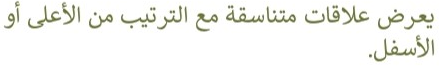 يعرض علاقات متناسقة مع الترتيب من الأعلى أو
الأسفل.